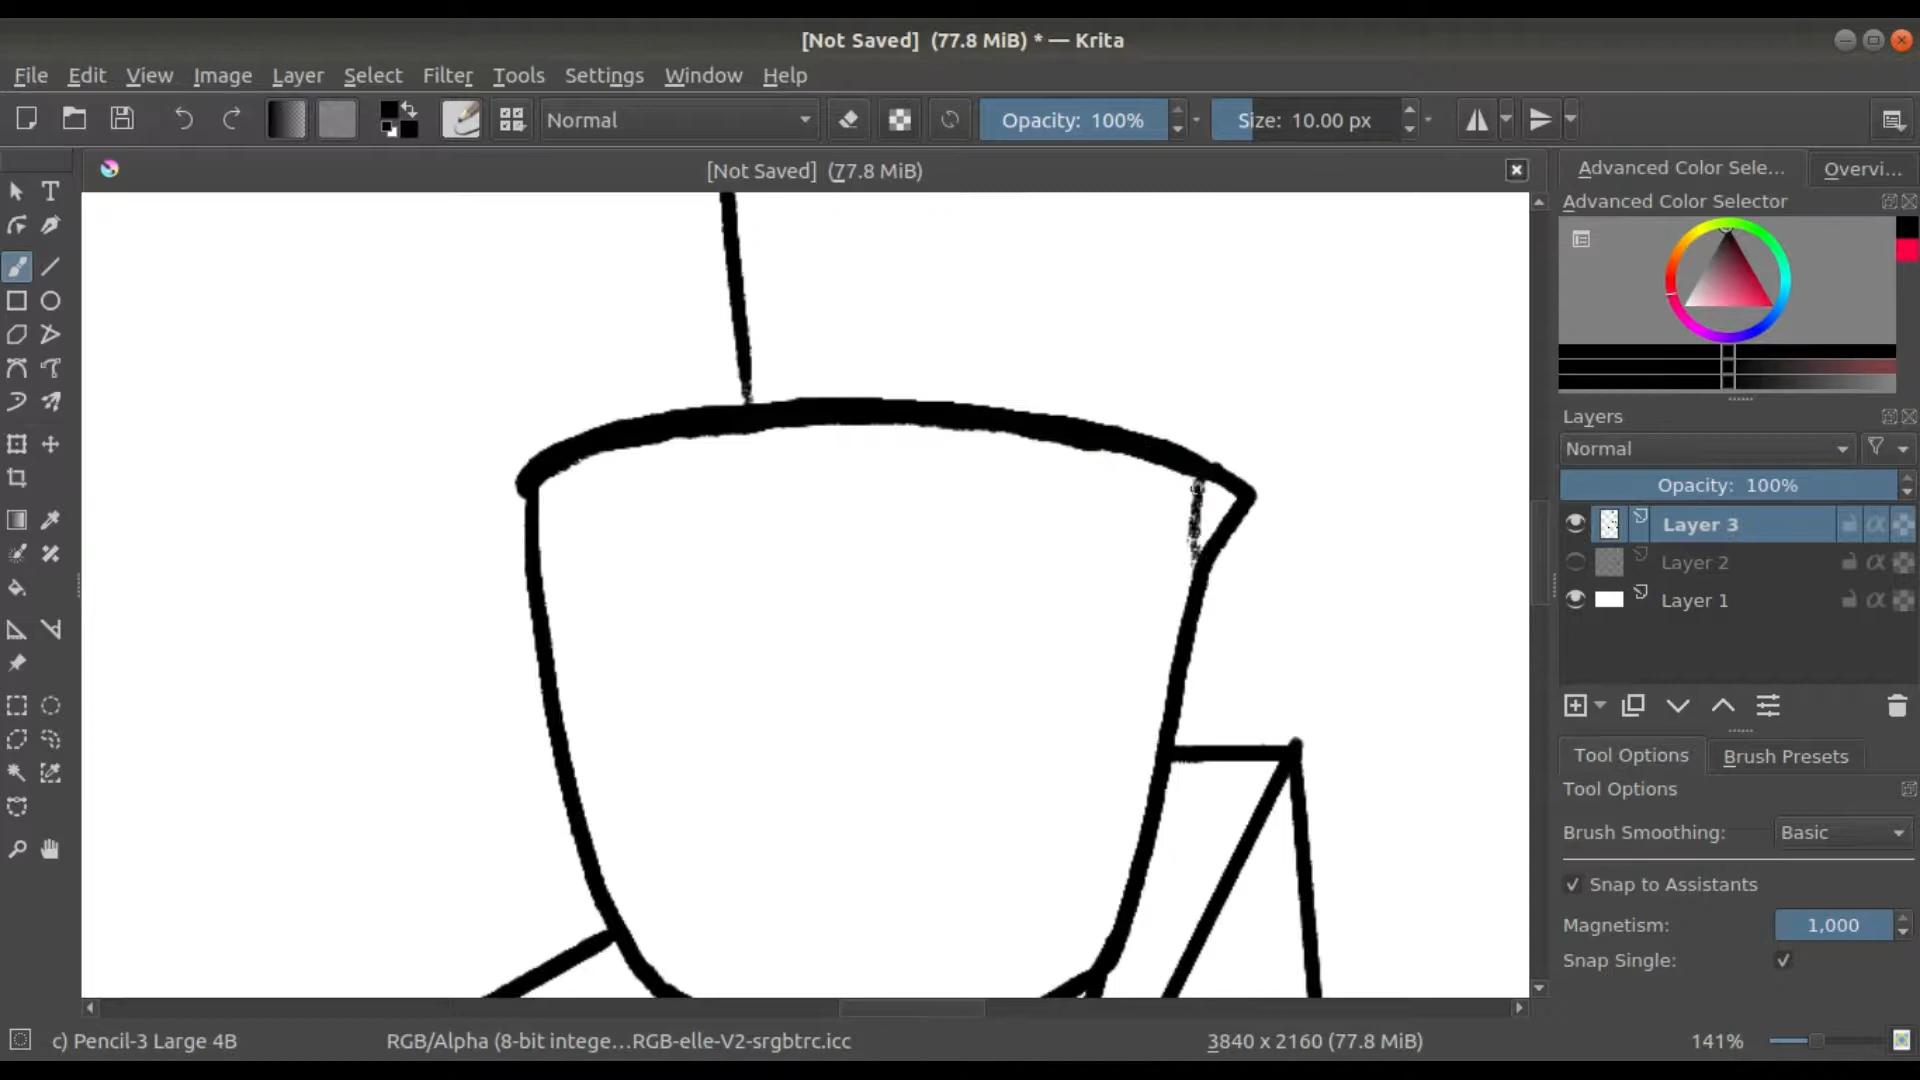 [Not Saved]  (77.8 MiB) * — Krita
File Edit View Image Layer Select Filter Tools Settings Window Help
Normal Opacity: 100% Size: 10.00 px
[Not Saved]  (77.8 MiB)
Advanced Color Sele... Overvi...
Advanced Color Selector
Layers
Normal
Opacity: 100%
Layer 3
Layer 2
Layer 1
Tool Options Brush Presets
Tool Options
Brush Smoothing: Basic
Snap to Assistants
Magnetism: 1,000
Snap Single:
c) Pencil-3 Large 4B RGB/Alpha (8-bit intege...RGB-elle-V2-srgbtrc.icc 3840 x 2160 (77.8 MiB) 141%